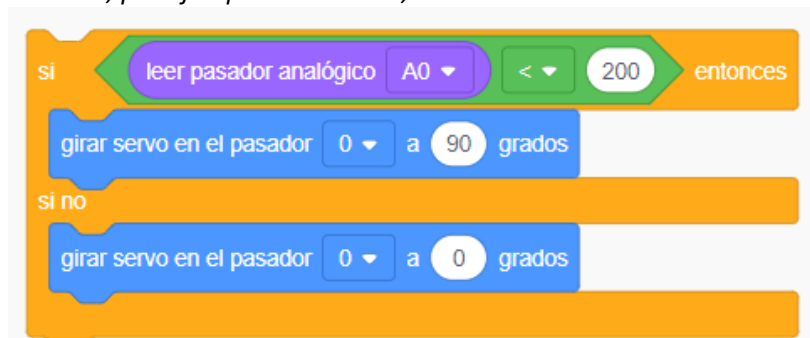 si leer pasador analógico A0 < 200 entonces
girar servo en el pasador 0 a 90 grados
si no
girar servo en el pasador 0 a 0 grados